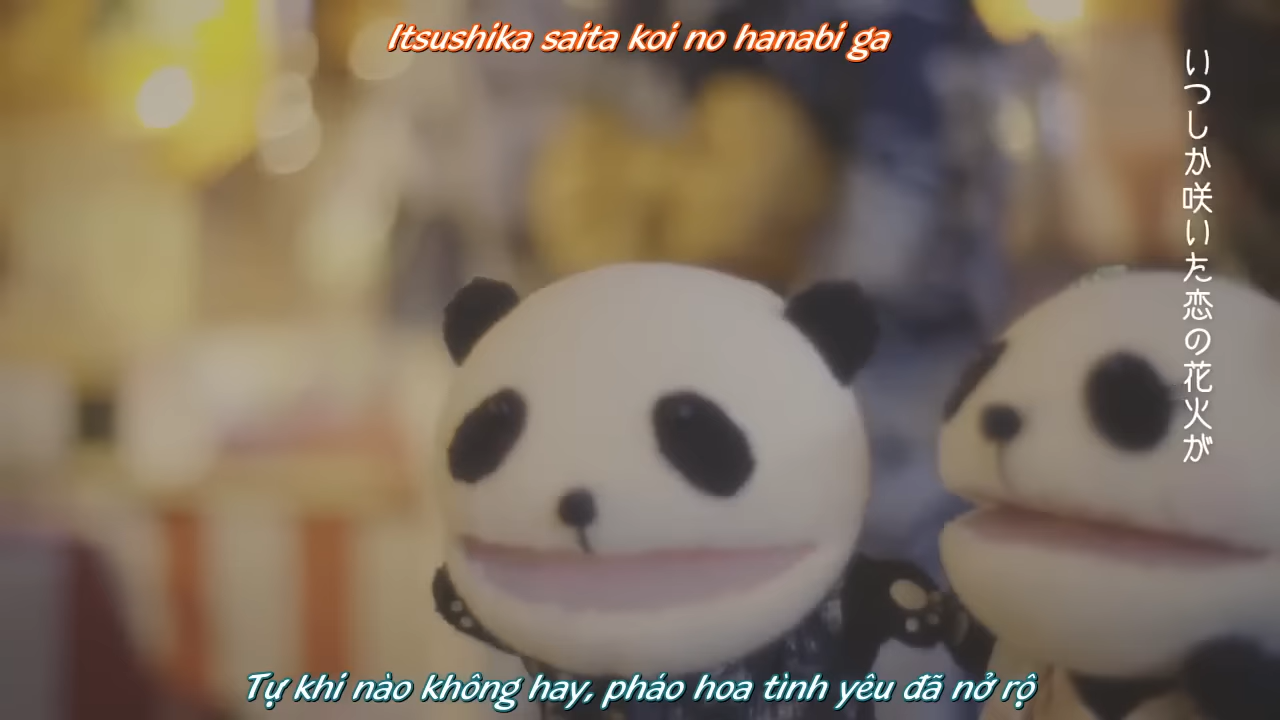 Itsushika saita koi no hanabi ga
いつしか咲いた恋の花火が
Tự khi nào không hay, pháo hoa tình yêu đã nở rộ